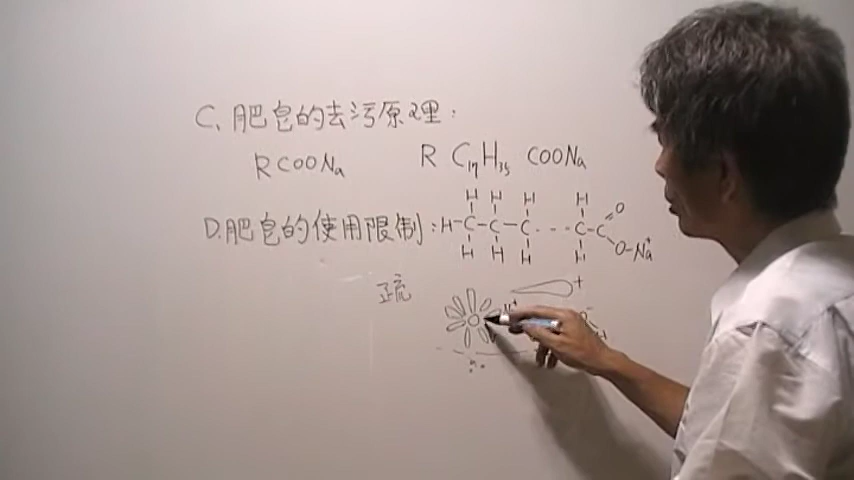 C、肥皂的去污原理：
RCOONa R C17H35 COONa
D.肥皂的使用限制：
H H H H
H-C-C-C---C-C O
H H H H O-Na+
疏 +